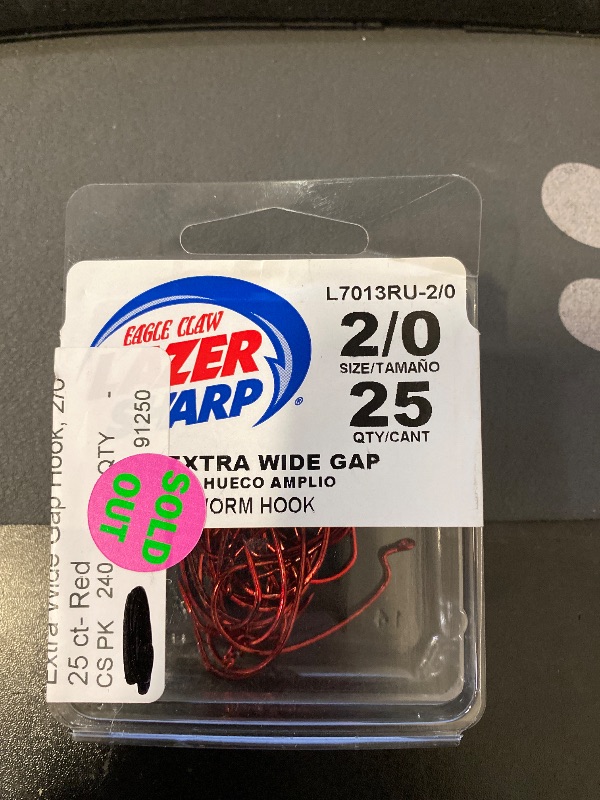 L7013RU-2/0
EAGLE CLAW
ZER
ARP
®
2/0
SIZE/TAMAÑO
25
QTY/CANT
EXTRA WIDE GAP
HUECO AMPLIO
WORM HOOK
Extra Wide Gap Hook, 2/0
25 ct- Red
CS PK 240 QTY -
91250
SOLD
OUT